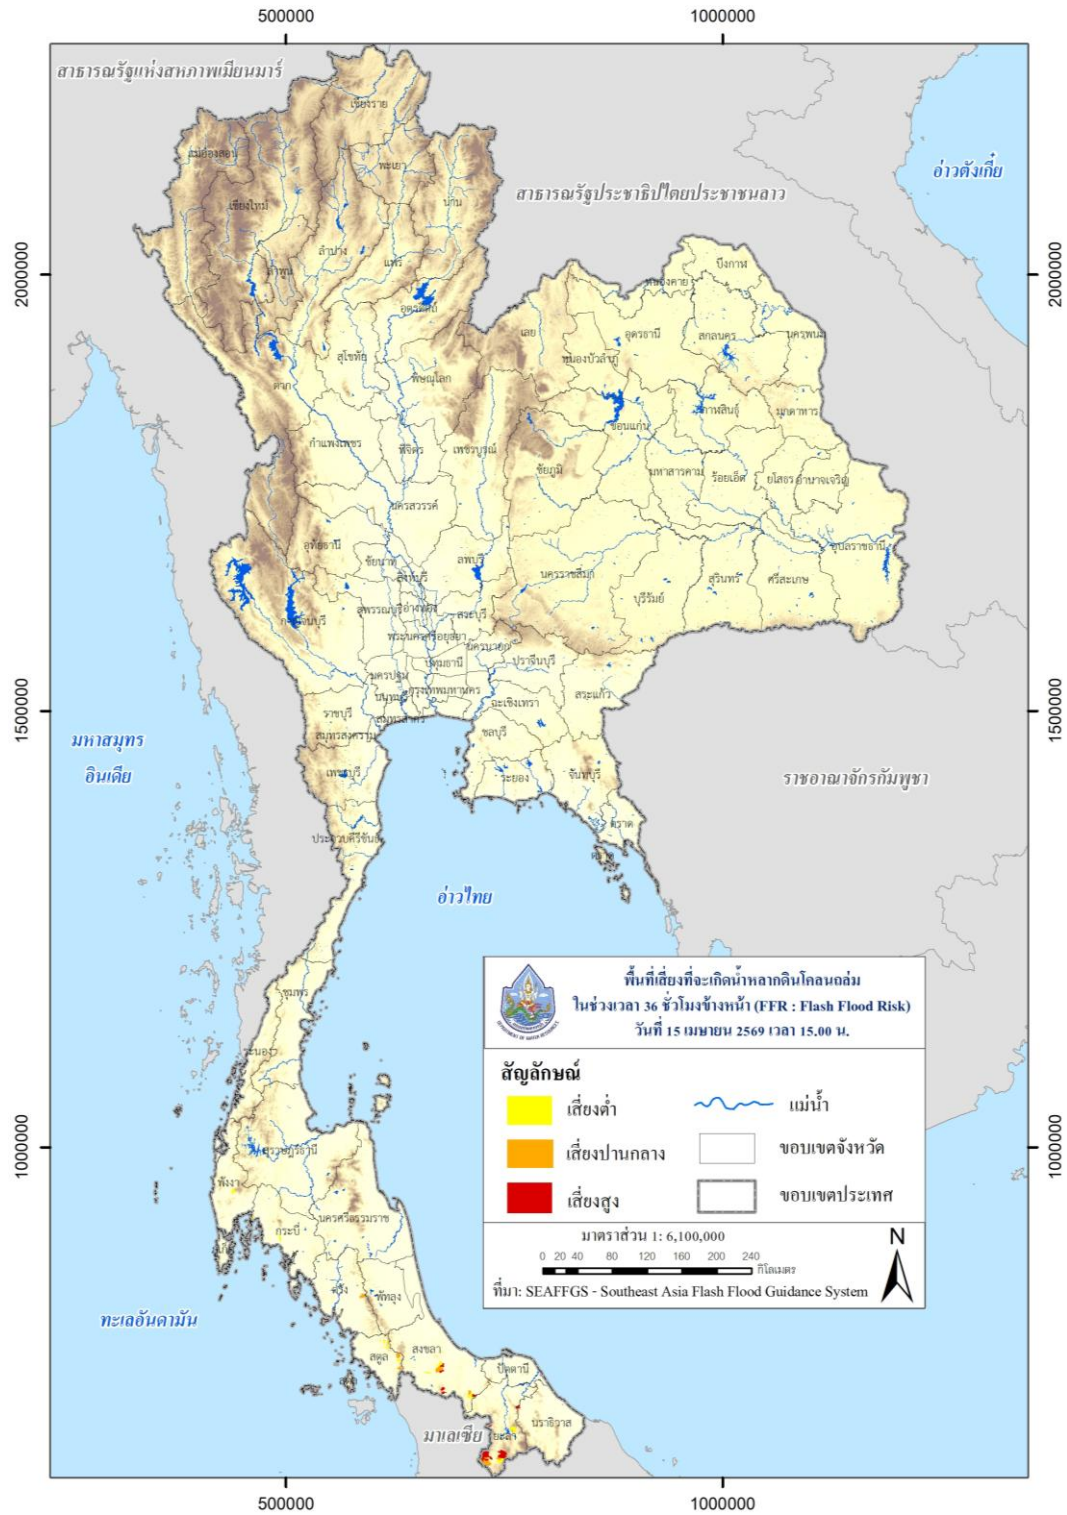 500000
1000000
สาธารณรัฐแห่งสหภาพเมียนมาร์
เชียงราย
แม่ฮ่องสอน
พะเยา
อ่าวตังเกี๋ย
เชียงใหม่
น่าน
สาธารณรัฐประชาธิปไตยประชาชนลาว
ลำปาง
แพร่
ลำพูน
บึงกาฬ
2000000
2000000
หนองคาย
อุตรดิตถ์
เลย
อุดรธานี
สกลนคร
นครพนม
สุโขทัย
หนองบัวลำภู
ตาก
พิษณุโลก
กาฬสินธุ์
มุกดาหาร
ขอนแก่น
กำแพงเพชร
พิจิตร
เพชรบูรณ์
ชัยภูมิ
มหาสารคาม
ร้อยเอ็ด
ยโสธร
อำนาจเจริญ
นครสวรรค์
อุทัยธานี
ชัยนาท
ลพบุรี
อุบลราชธานี
สิงห์บุรี
นครราชสีมา
สุรินทร์
ศรีสะเกษ
บุรีรัมย์
กาญจนบุรี
สุพรรณบุรี
อ่างทอง
สระบุรี
พระนครศรีอยุธยา
นครนายก
ปทุมธานี
ปราจีนบุรี
นครปฐม
นนทบุรี
กรุงเทพมหานคร
สระแก้ว
ฉะเชิงเทรา
ราชบุรี
สมุทรสาคร
สมุทรสงคราม
ชลบุรี
1500000
1500000
มหาสมุทร
อินเดีย
เพชรบุรี
ระยอง
จันทบุรี
ราชอาณาจักรกัมพูชา
ตราด
ประจวบคีรีขันธ์
ตราด
อ่าวไทย
ชุมพร
ระนอง
พื้นที่เสี่ยงที่จะเกิดน้ำหลากดินโคลนถล่ม
ในช่วงเวลา 36 ชั่วโมงข้างหน้า (FFR : Flash Flood Risk)
วันที่ 15 เมษายน 2569 เวลา 15.00 น.
สัญลักษณ์
เสี่ยงต่ำ
แม่น้ำ
เสี่ยงปานกลาง
ขอบเขตจังหวัด
เสี่ยงสูง
ขอบเขตประเทศ
มาตราส่วน 1: 6,100,000
N
0 20 40 80 120 160 200 240
กิโลเมตร
ที่มา: SEAFFGS - Southeast Asia Flash Flood Guidance System
1000000
1000000
สุราษฎร์ธานี
พังงา
นครศรีธรรมราช
กระบี่
ตรัง
พัทลุง
ทะเลอันดามัน
สตูล
สงขลา
ปัตตานี
นราธิวาส
ยะลา
มาเลเซีย
500000
1000000